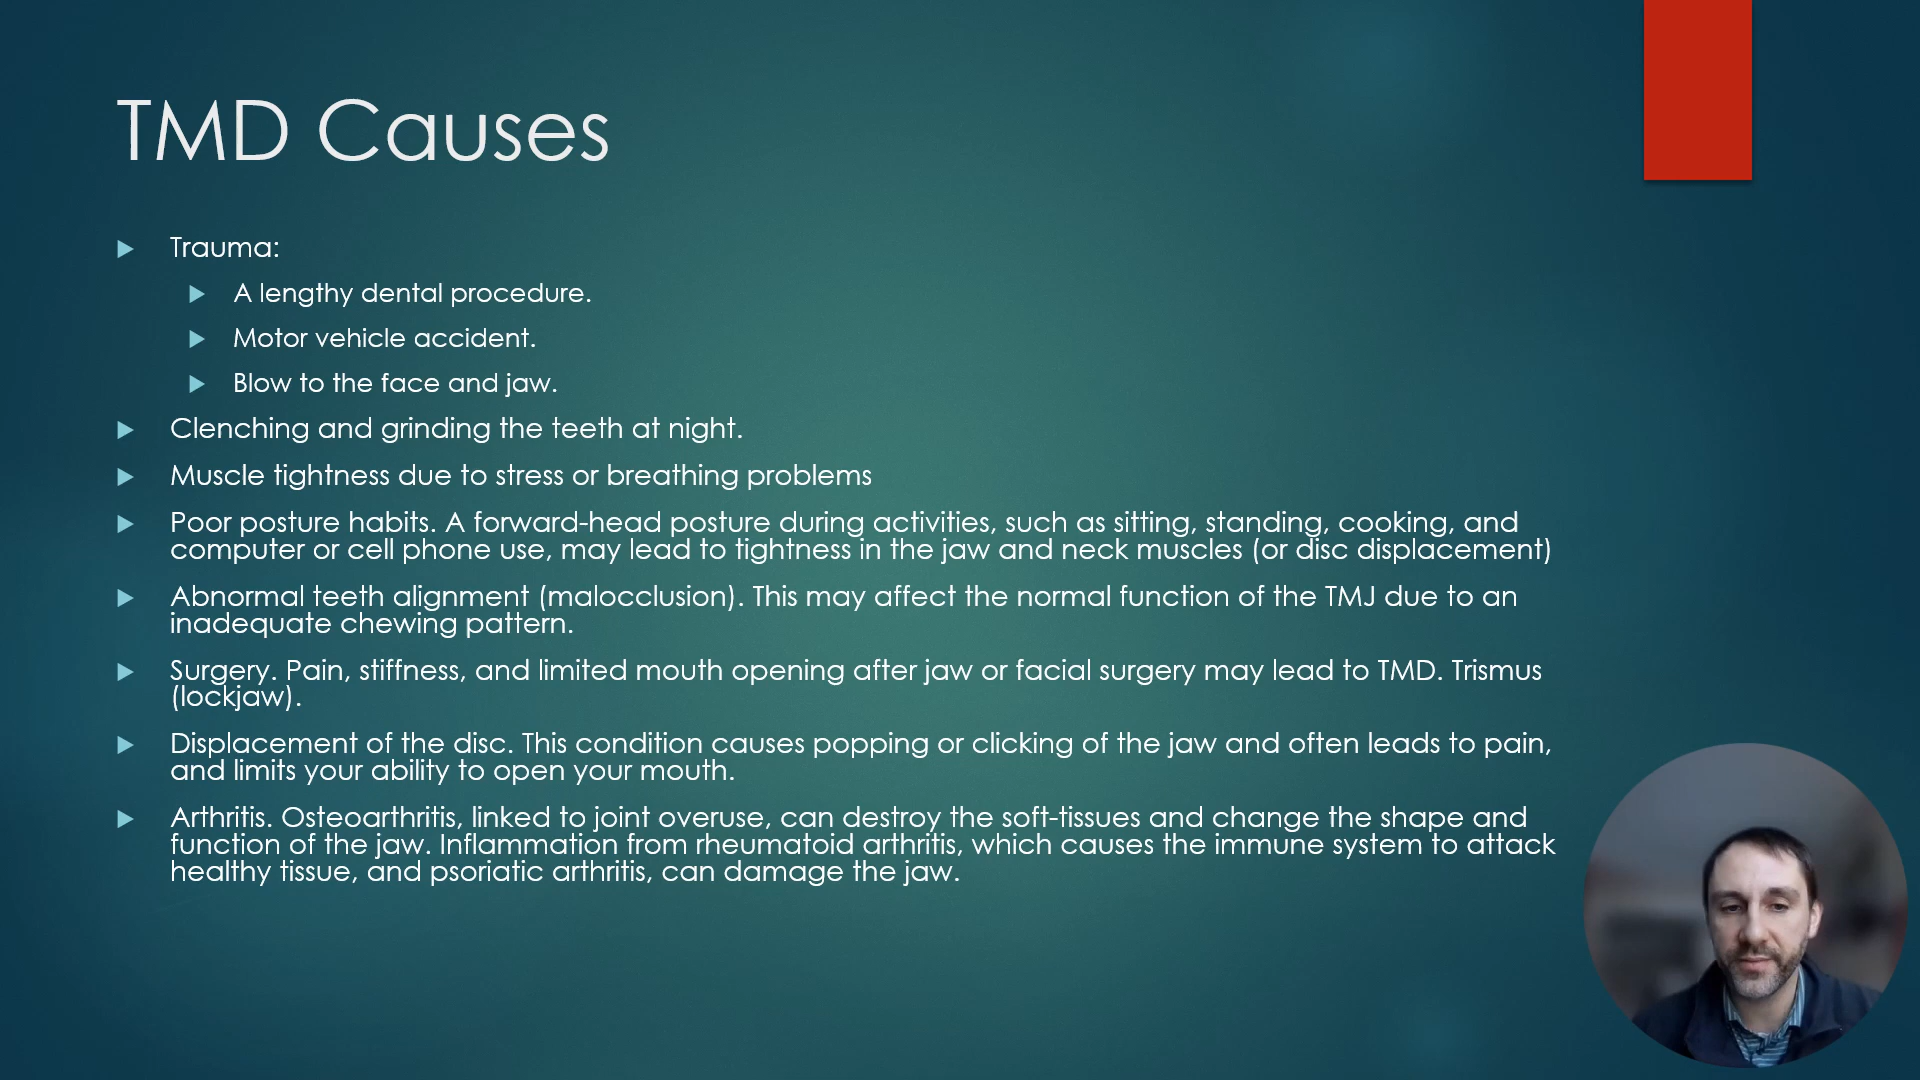 TMD Causes
Trauma:
A lengthy dental procedure.
Motor vehicle accident.
Blow to the face and jaw.
Clenching and grinding the teeth at night.
Muscle tightness due to stress or breathing problems
Poor posture habits. A forward-head posture during activities, such as sitting, standing, cooking, and
computer or cell phone use, may lead to tightness in the jaw and neck muscles (or disc displacement)
Abnormal teeth alignment (malocclusion). This may affect the normal function of the TMJ due to an
inadequate chewing pattern.
Surgery. Pain, stiffness, and limited mouth opening after jaw or facial surgery may lead to TMD. Trismus
(lockjaw).
Displacement of the disc. This condition causes popping or clicking of the jaw and often leads to pain,
and limits your ability to open your mouth.
Arthritis. Osteoarthritis, linked to joint overuse, can destroy the soft-tissues and change the shape and
function of the jaw. Inflammation from rheumatoid arthritis, which causes the immune system to attack
healthy tissue, and psoriatic arthritis, can damage the jaw.